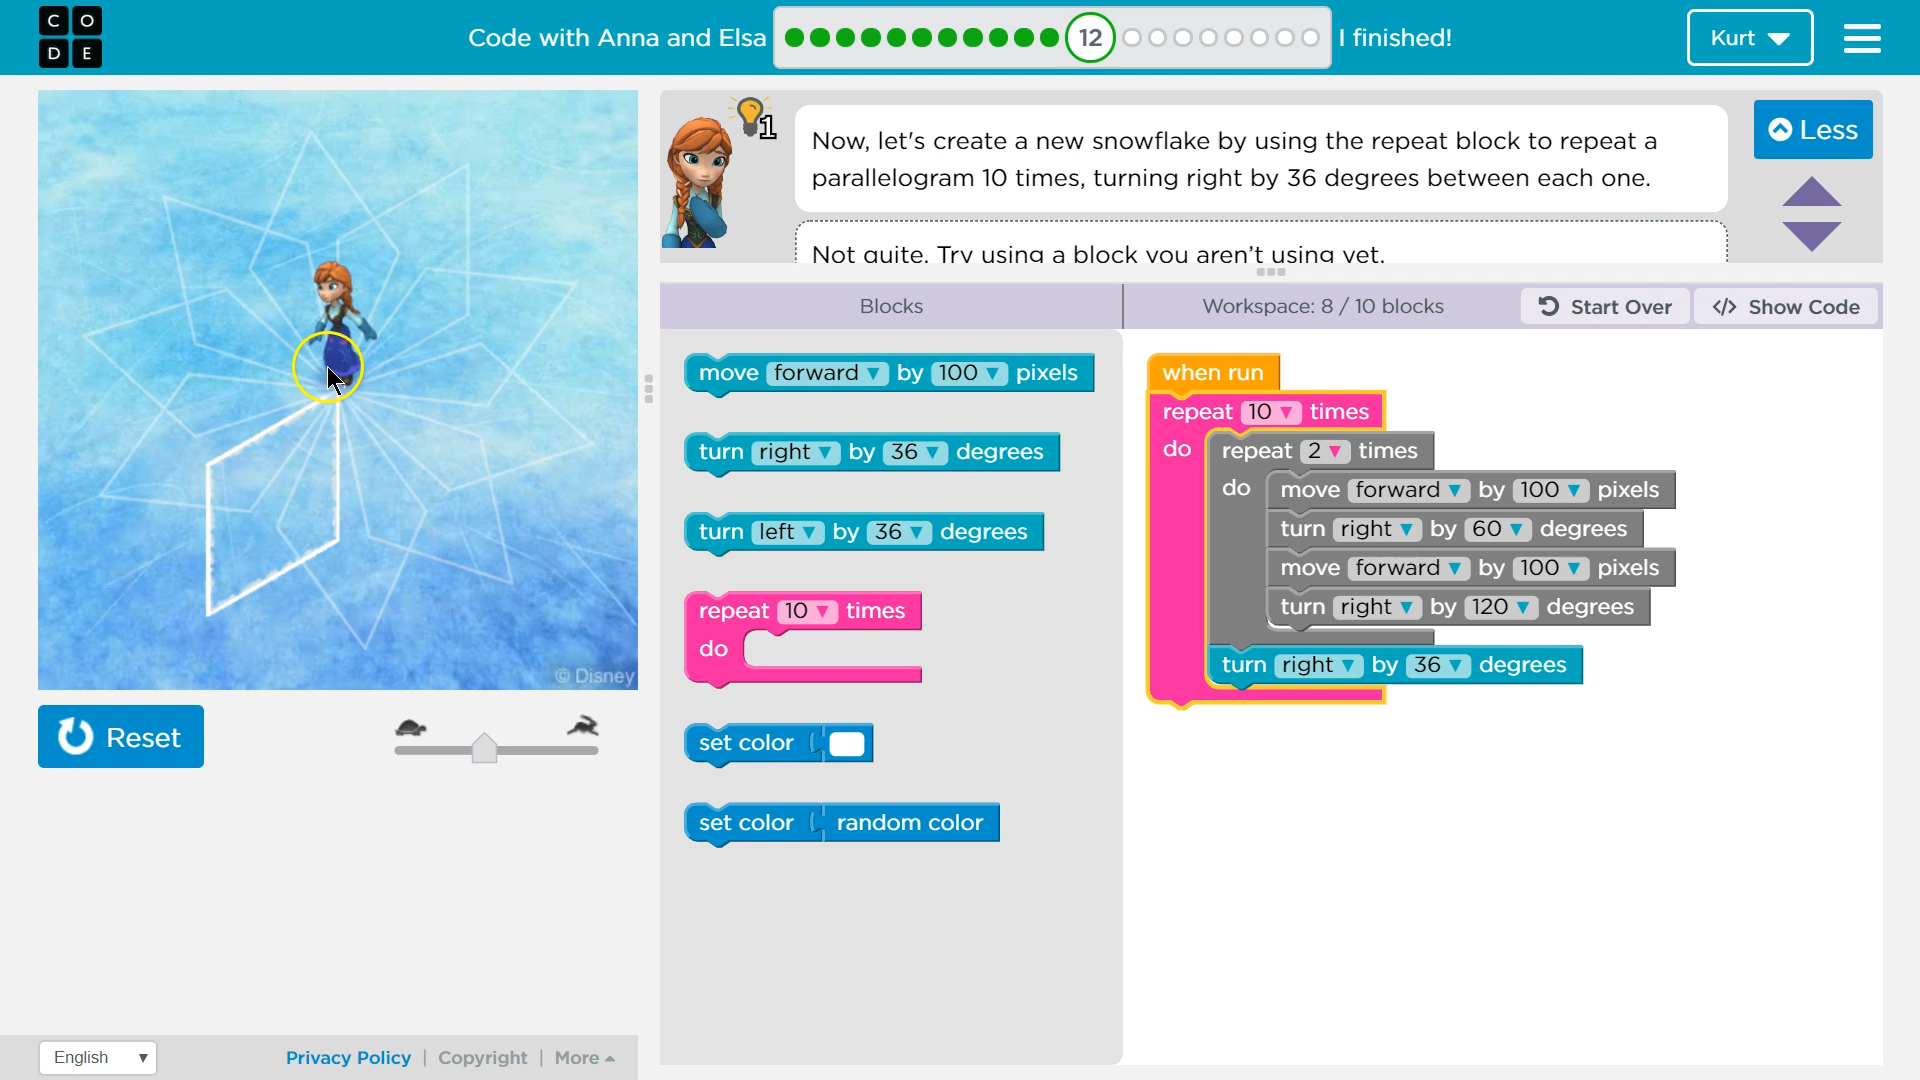 C O
D E
Code with Anna and Elsa
12
I finished!
Kurt
1
Now, let's create a new snowflake by using the repeat block to repeat a
parallelogram 10 times, turning right by 36 degrees between each one.
Less
Not quite. Try using a block you aren't using yet.
Blocks
Workspace: 8 / 10 blocks
Start Over
</> Show Code
move forward by 100 pixels
turn right by 36 degrees
turn left by 36 degrees
repeat 10 times
do
set color
set color random color
when run
repeat 10 times
do
repeat 2 times
do
move forward by 100 pixels
turn right by 60 degrees
move forward by 100 pixels
turn right by 120 degrees
turn right by 36 degrees
© Disney
Reset
English
Privacy Policy | Copyright | More